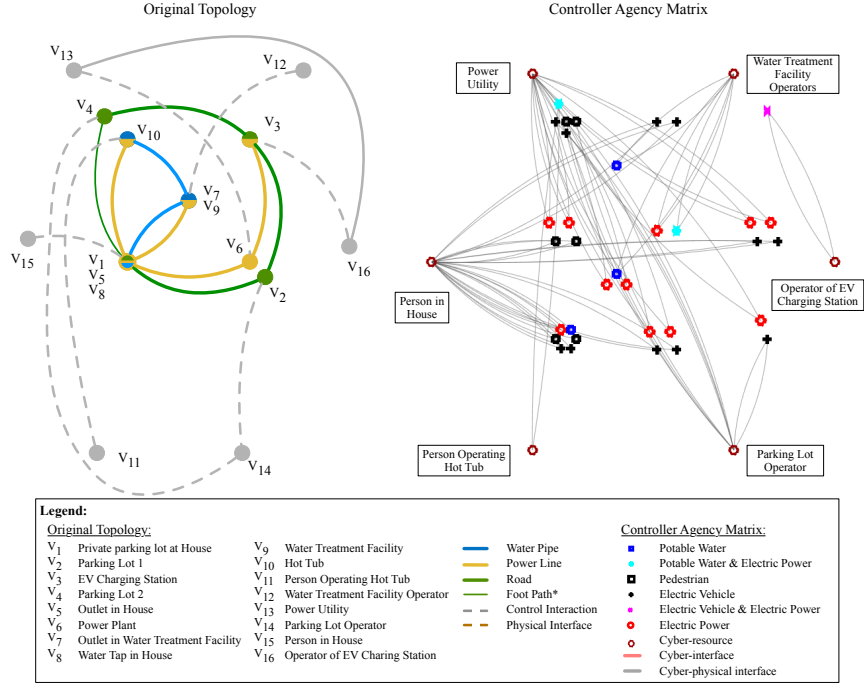 Original Topology
Controller Agency Matrix
V13
V12
V4
V10
V3
V7
V9
V15
V1
V5
V8
V6
V2
V16
V11
V14
Power
Utility
Water Treatment
Facility
Operators
Person in
House
Operator of EV
Charging Station
Person Operating
Hot Tub
Parking Lot
Operator
Legend:
Original Topology:
V1 Private parking lot at House
V2 Parking Lot 1
V3 EV Charging Station
V4 Parking Lot 2
V5 Outlet in House
V6 Power Plant
V7 Outlet in Water Treatment Facility
V8 Water Tap in House
V9 Water Treatment Facility
V10 Hot Tub
V11 Person Operating Hot Tub
V12 Water Treatment Facility Operator
V13 Power Utility
V14 Parking Lot Operator
V15 Person in House
V16 Operator of EV Charing Station
Water Pipe
Power Line
Road
Foot Path*
Control Interaction
Physical Interface
Controller Agency Matrix:
Potable Water
Potable Water & Electric Power
Pedestrian
Electric Vehicle
Electric Vehicle & Electric Power
Electric Power
Cyber-resource
Cyber-interface
Cyber-physical interface